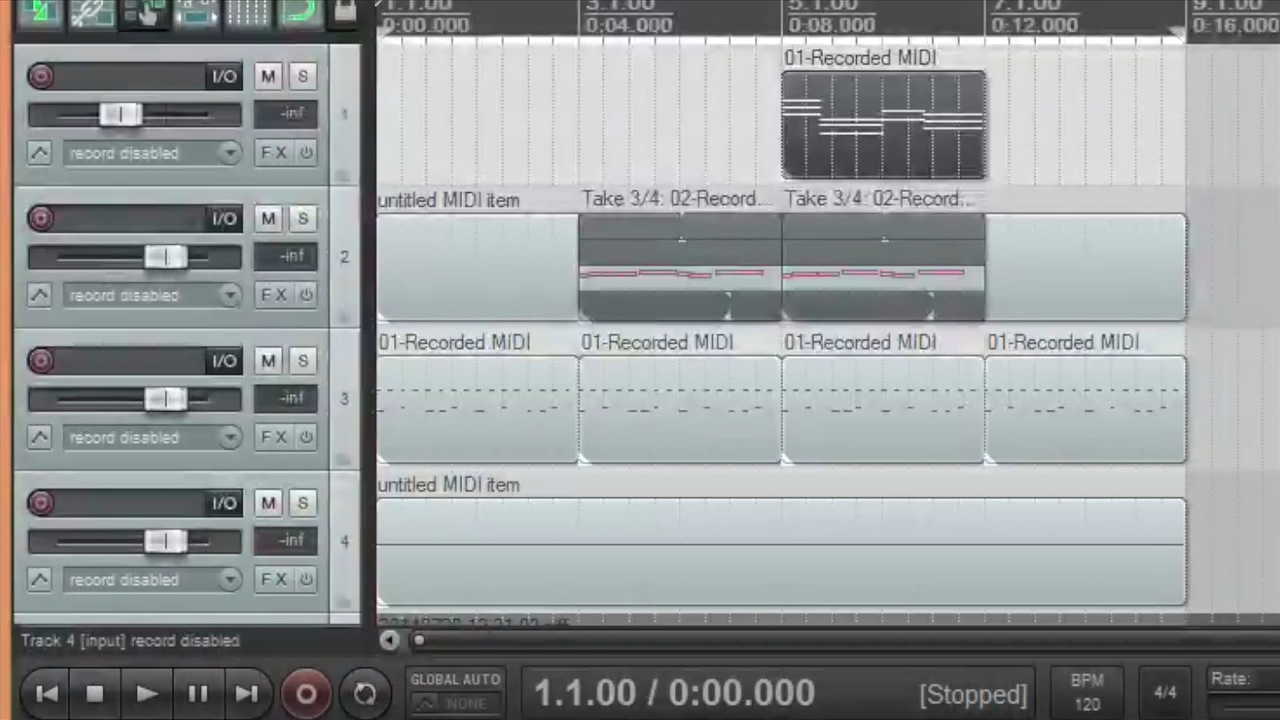 1.1.00 3.1.00 5.1.00 7.1.00 9.1.00
0:00.000 0:04.000 0:08.000 0:12.000 0:16.000
01-Recorded MIDI
I/O M S
-inf 1
record disabled FX
untitled MIDI item Take 3/4: 02-Record... Take 3/4: 02-Record...
I/O M S
-inf 2
record disabled FX
01-Recorded MIDI 01-Recorded MIDI 01-Recorded MIDI 01-Recorded MIDI
I/O M S
-inf 3
record disabled FX
untitled MIDI item
I/O M S
-inf 4
record disabled FX
Track 4 [input] record disabled
GLOBAL AUTO
NONE
1.1.00 / 0:00.000 [Stopped]
BPM
120
4/4
Rate: